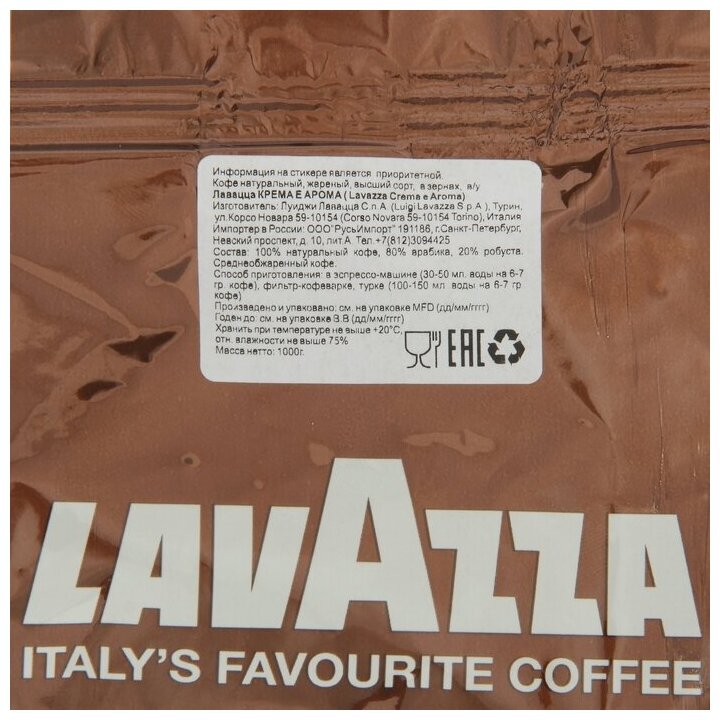 Информация на стикере является приоритетной.
Кофе натуральный, жареный, высший сорт, в зернах, в/у
Лавацца КРЕМА Е АРОМА ( Lavazza Crema e Aroma)
Изготовитель: Луиджи Лавацца С.п.А. (Luigi Lavazza S.p.A.), Турин,
ул.Корсо Новара 59-10154 (Corso Novara 59-10154 Torino), Италия
Импортер в России: ООО"РусьИмпорт" 191186, г.Санкт-Петербург,
Невский проспект, д.10, лит.А. Тел.+7(812)3094425
Состав: 100% натуральный кофе, 80% арабика, 20% робуста.
Среднеобжаренный кофе.
Способ приготовления: в эспрессо-машине (30-50 мл. воды на 6-7
гр. кофе), фильтр-кофеварке, турке (100-150 мл. воды на 6-7 гр
кофе)
Произведено и упаковано: см. на упаковке MFD (дд/мм/гггг)
Годен до: см. на упаковке B.B (дд/мм/гггг)
Хранить при температуре не выше +20°C,
отн. влажности не выше 75%
Масса нетто: 1000г.
EAC
LAVAZZA
ITALY'S FAVOURITE COFFEE